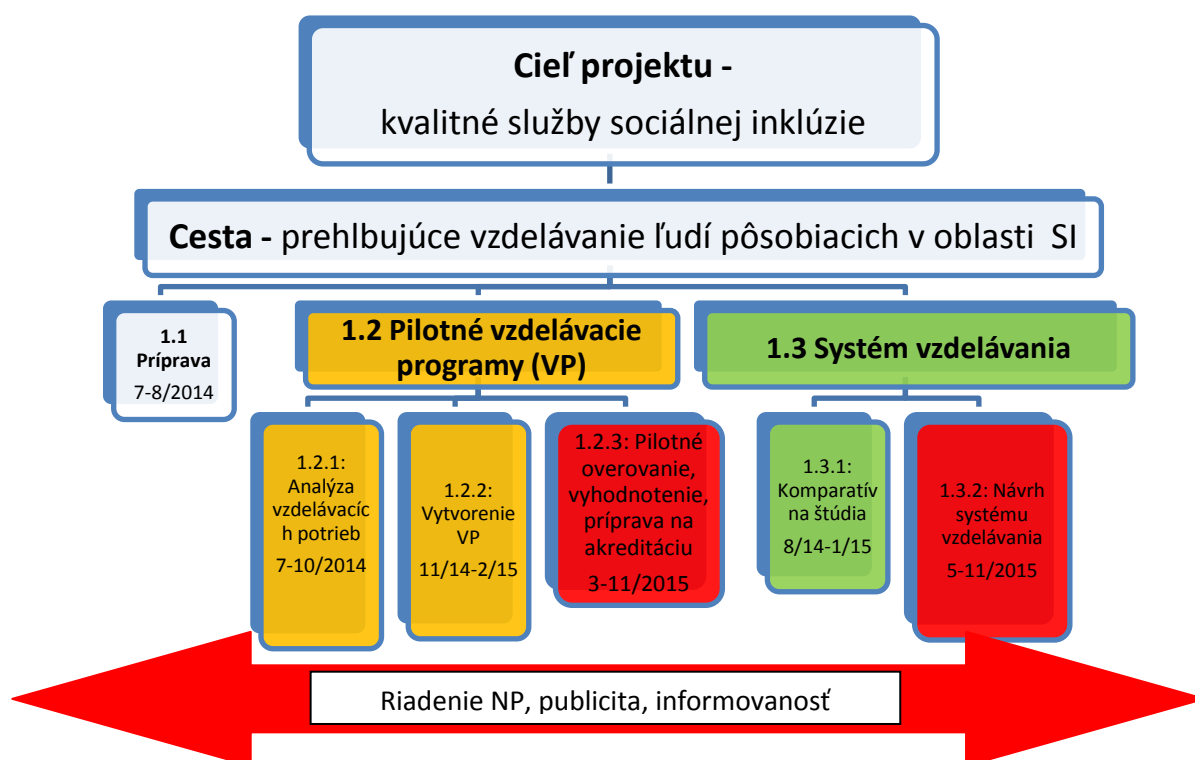 Cieľ projektu -
kvalitné služby sociálnej inklúzie
Cesta - prehlbujúce vzdelávanie ľudí pôsobiacich v oblasti  SI
1.1
Príprava
7-8/2014
1.2 Pilotné vzdelávacie
programy (VP)
1.3 Systém vzdelávania
1.2.1:
Analýza
vzdelávacíc
h potrieb
7-10/2014
1.2.2:
Vytvorenie
VP
11/14-2/15
1.2.3: Pilotné
overovanie,
vyhodnotenie,
príprava na
akreditáciu
3-11/2015
1.3.1:
Komparatív
na štúdia
8/14-1/15
1.3.2: Návrh
systému
vzdelávania
5-11/2015
Riadenie NP, publicita, informovanosť